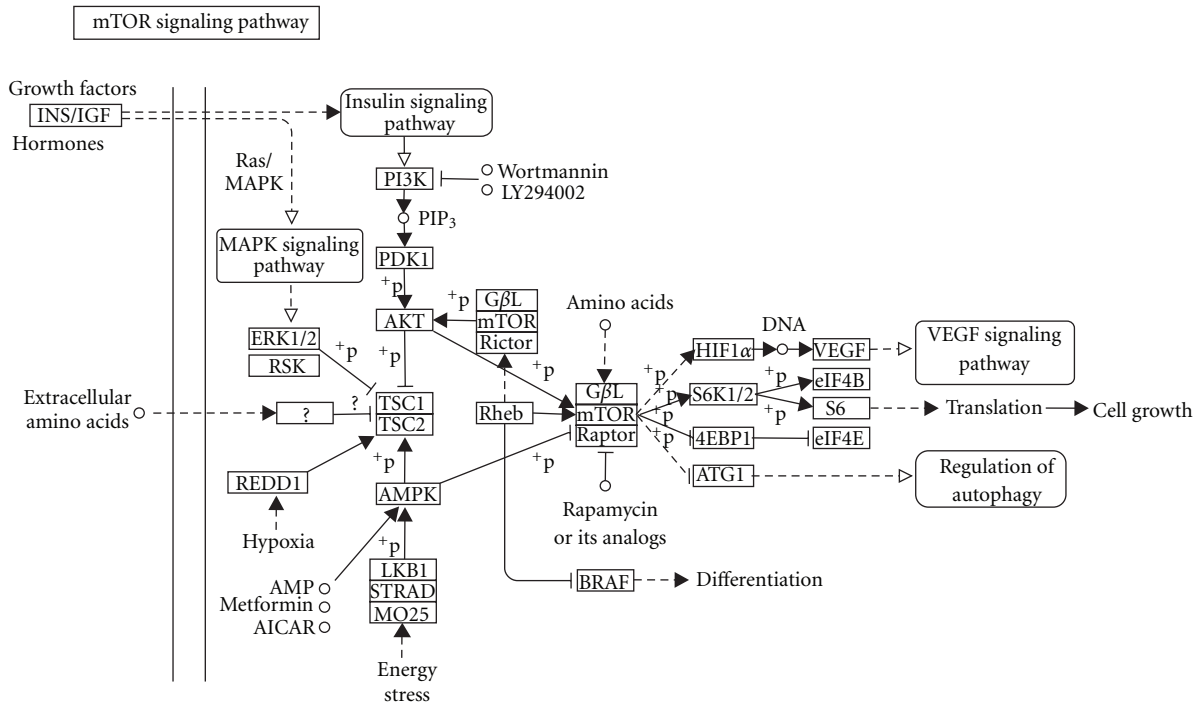 mTOR signaling pathway
Growth factors
INS/IGF
Hormones
Insulin signaling
pathway
Ras/
MAPK
PI3K
Wortmannin
LY294002
PIP3
MAPK signaling
pathway
PDK1
+p
AKT
+p
GβL
mTOR
Rictor
Amino acids
DNA
ERK1/2
RSK
+p
+p
+p
HIF1α
VEGF
VEGF signaling
pathway
+p
+p
+p
+p
S6K1/2
+p
+p
eIF4B
S6
Translation
Cell growth
Extracellular
amino acids
?
?
TSC1
TSC2
Rheb
GβL
mTOR
Raptor
4EBP1
eIF4E
+p
+p
REDD1
AMPK
ATG1
Regulation of
autophagy
Hypoxia
Rapamycin
or its analogs
+p
AMP
Metformin
AICAR
LKB1
STRAD
MO25
BRAF
Differentiation
Energy
stress